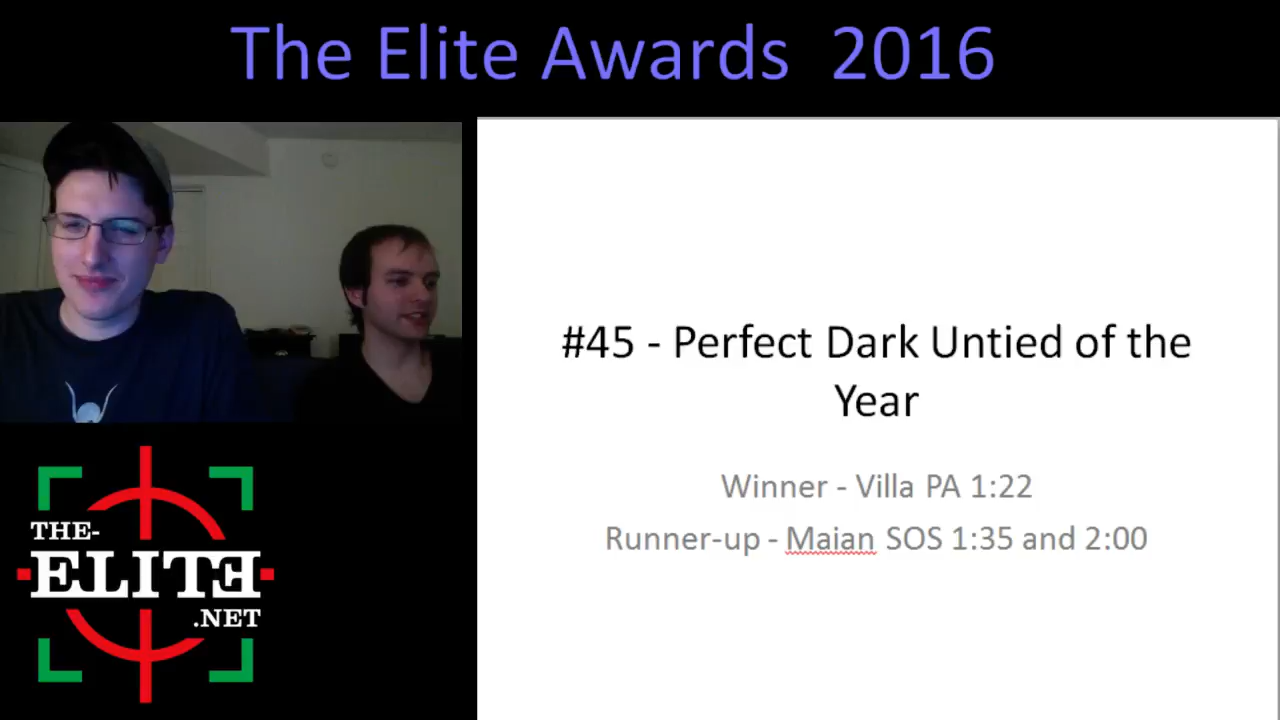 The Elite Awards 2016
#45 - Perfect Dark Untied of the
Year
Winner - Villa PA 1:22
Runner-up - Maian SOS 1:35 and 2:00
THE-
ELITE
.NET